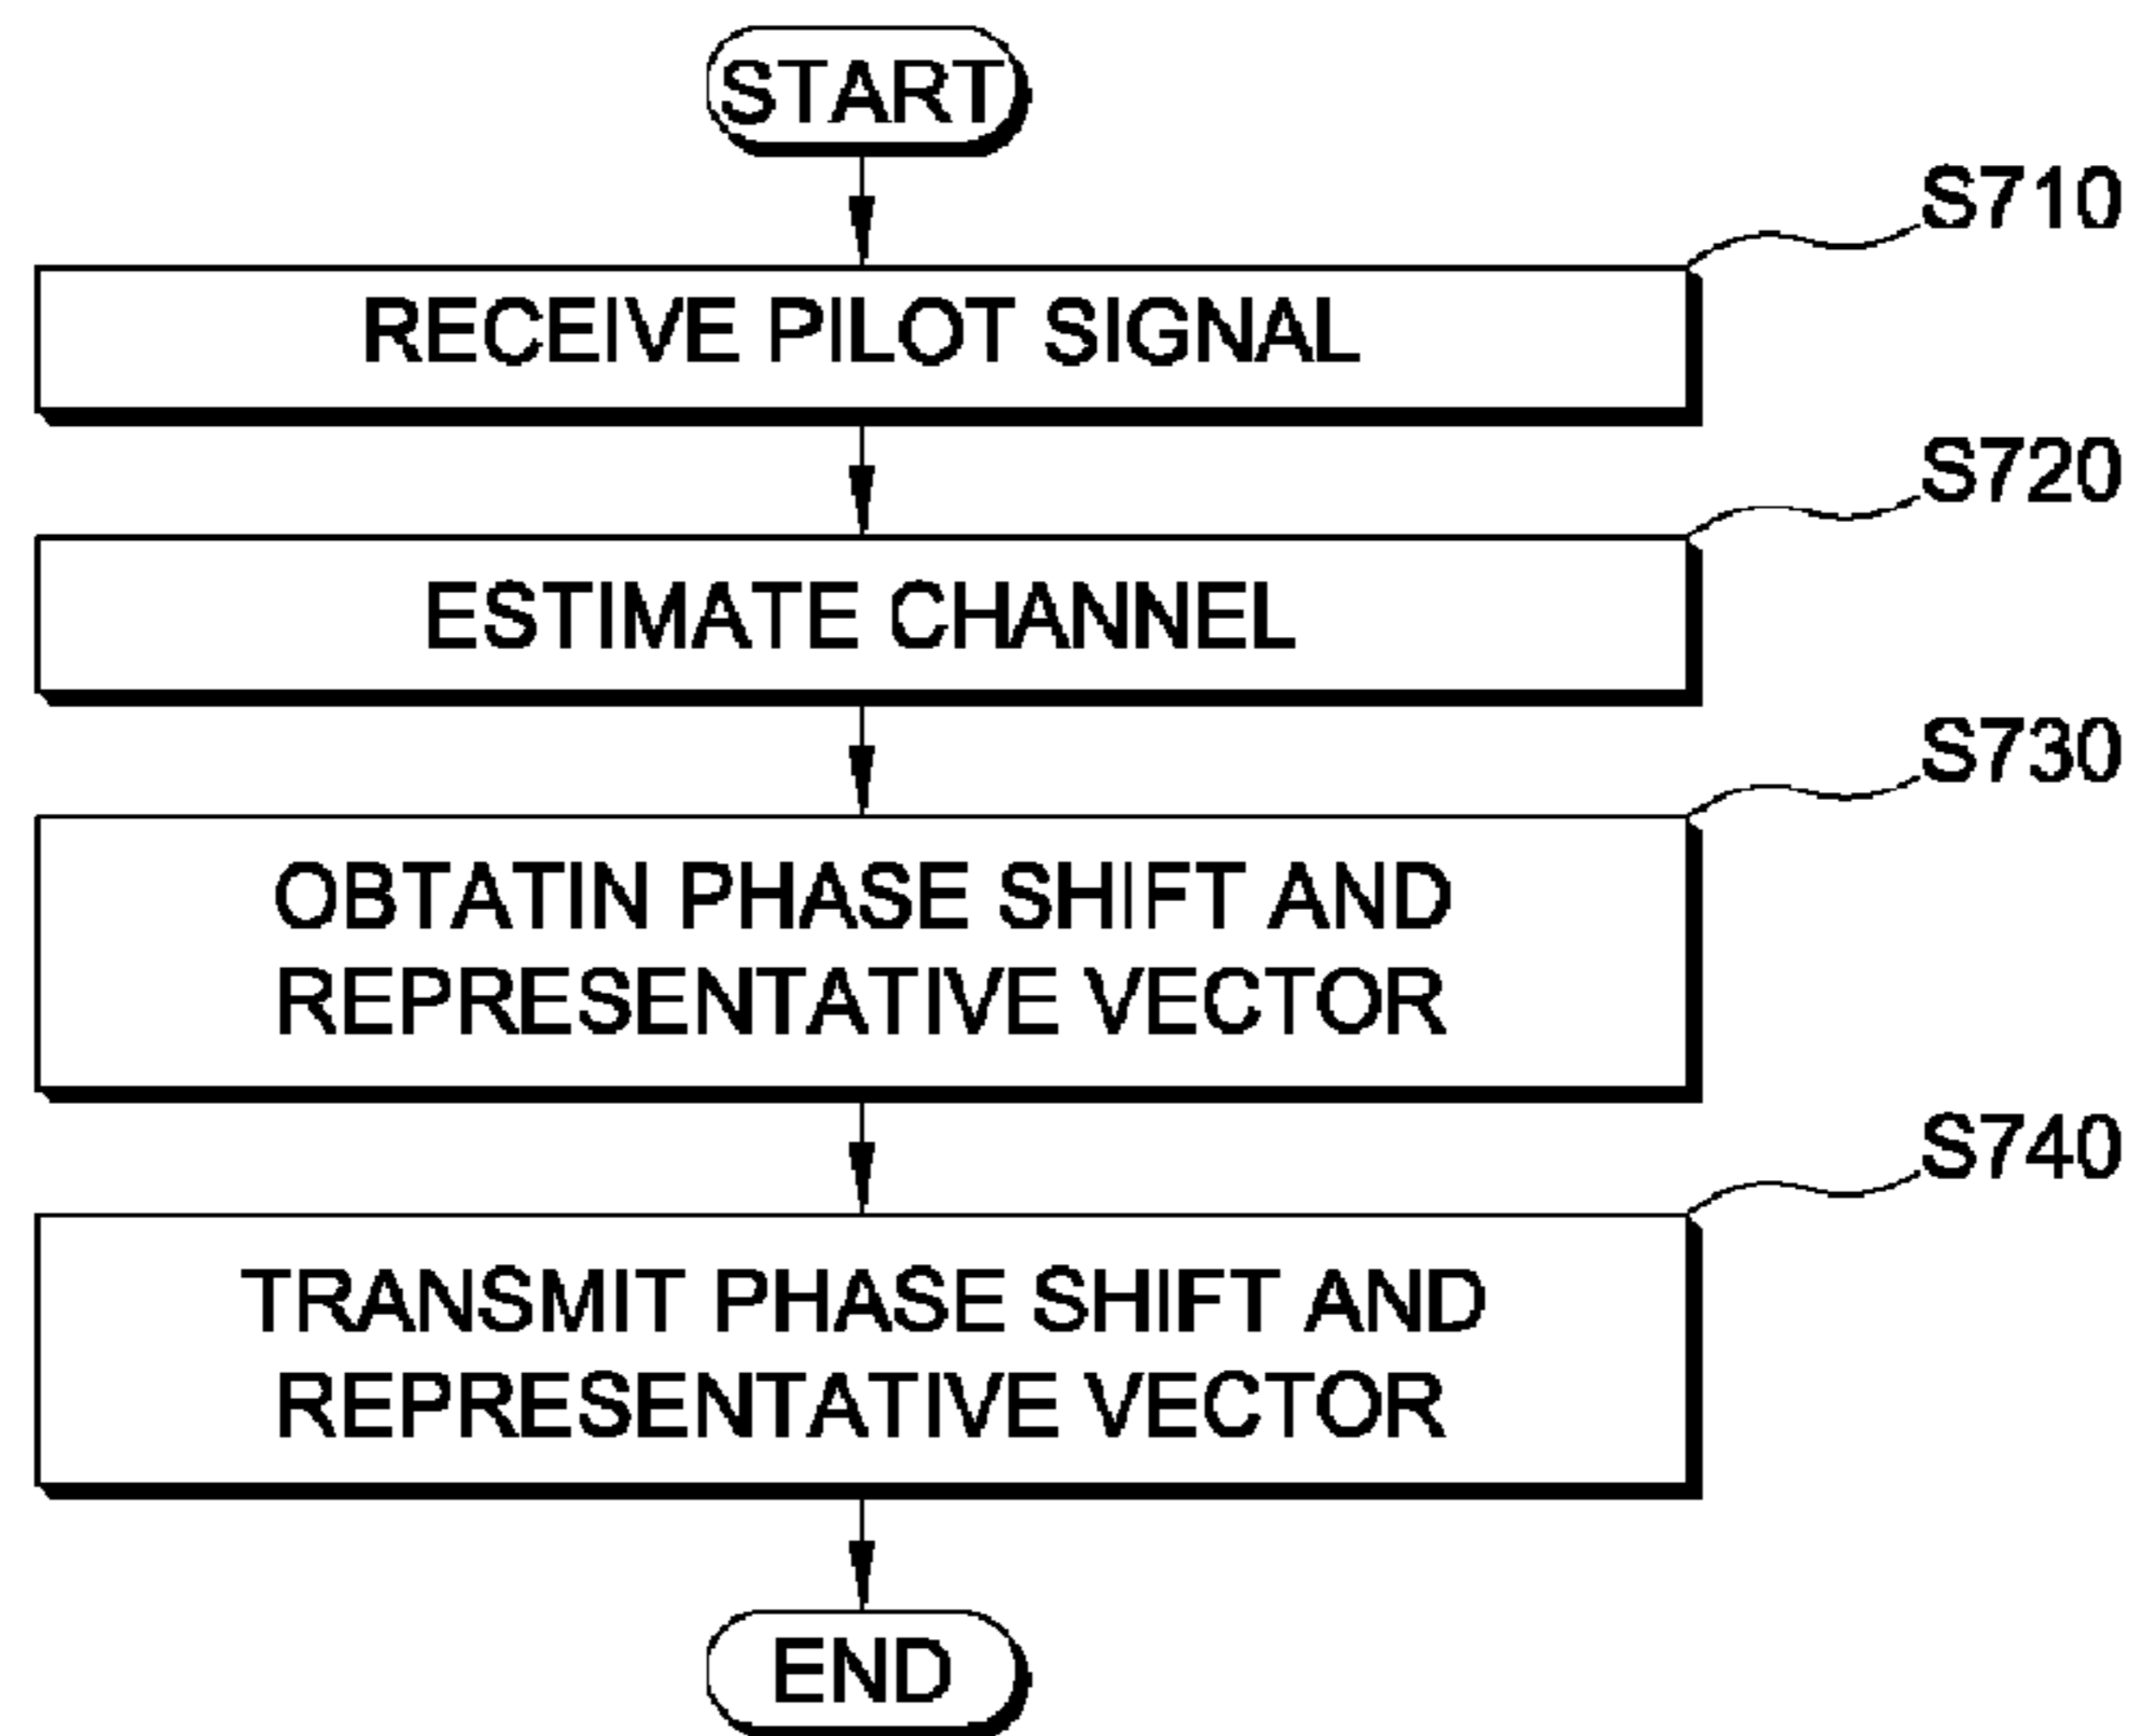 START
S710
RECEIVE PILOT SIGNAL
S720
ESTIMATE CHANNEL
S730
OBTATIN PHASE SHIFT AND
REPRESENTATIVE VECTOR
S740
TRANSMIT PHASE SHIFT AND
REPRESENTATIVE VECTOR
END